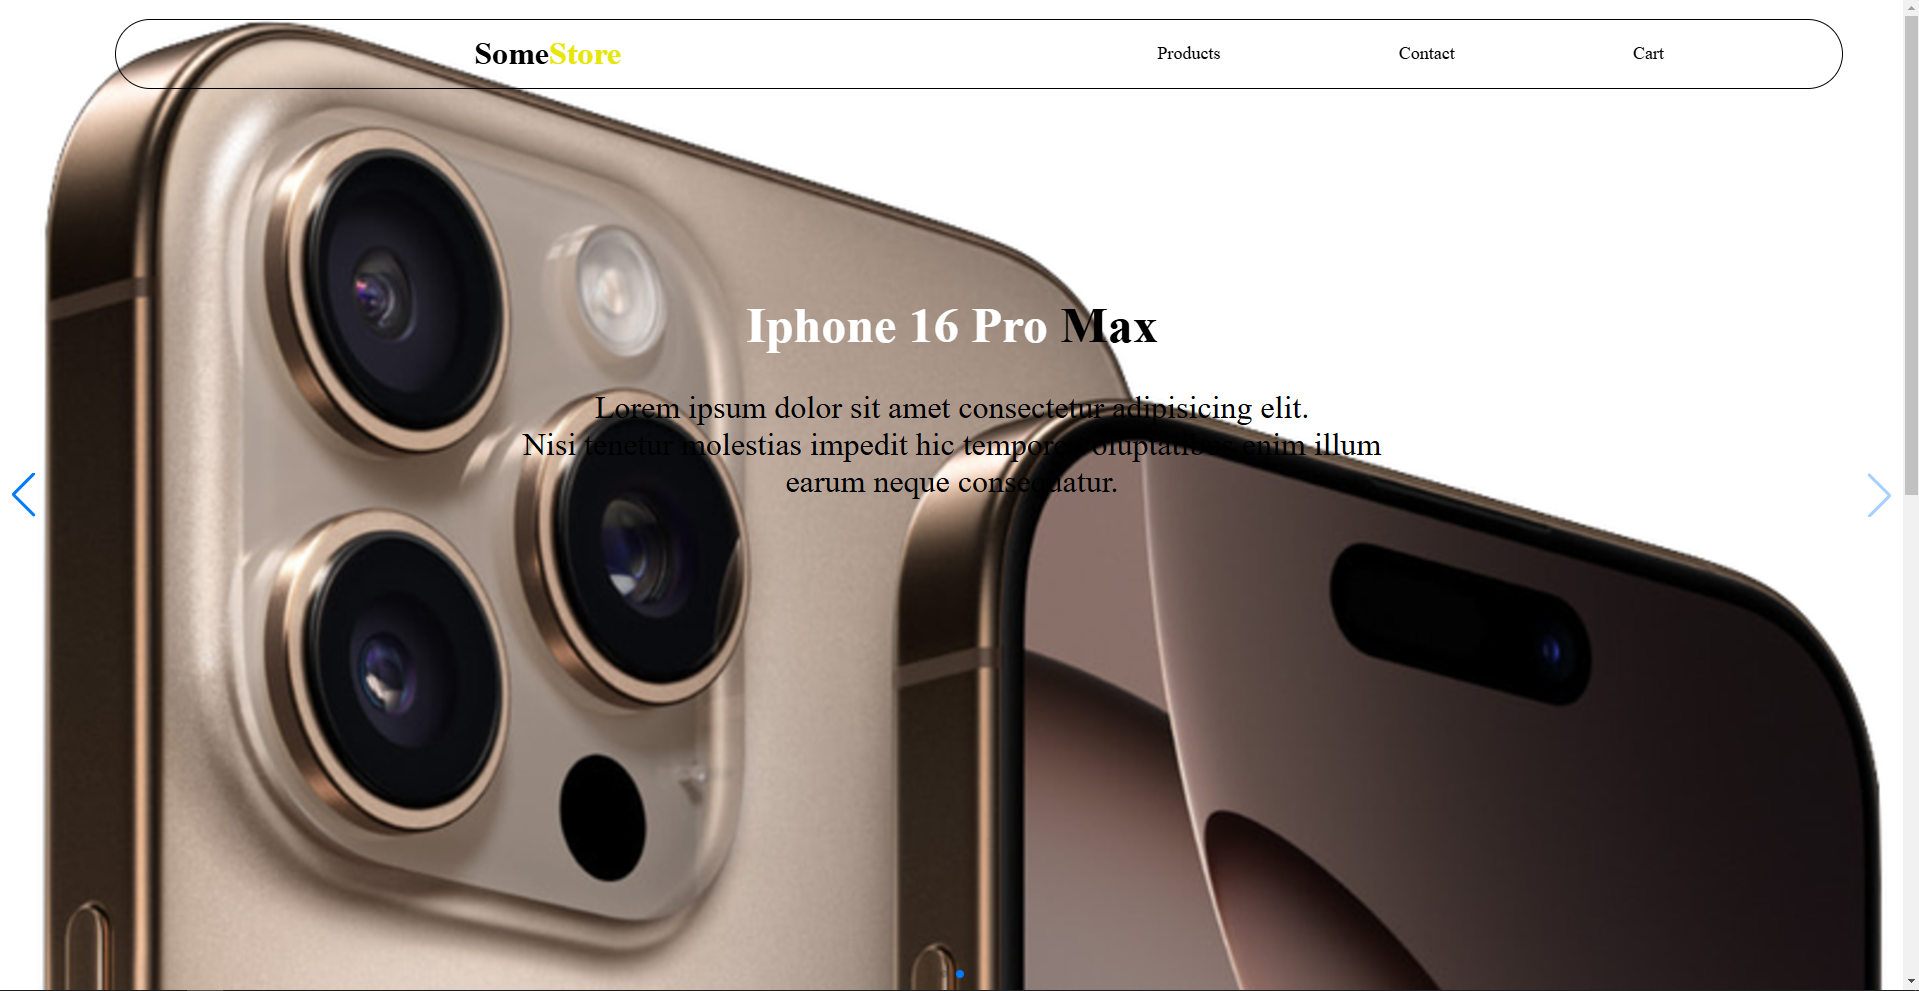 SomeStore
Products
Contact
Cart
Iphone 16 Pro Max
Lorem ipsum dolor sit amet consectetur adipisicing elit.
Nisi tenetur molestias impedit hic tempore voluptatibus enim illum
earum neque consequatur.